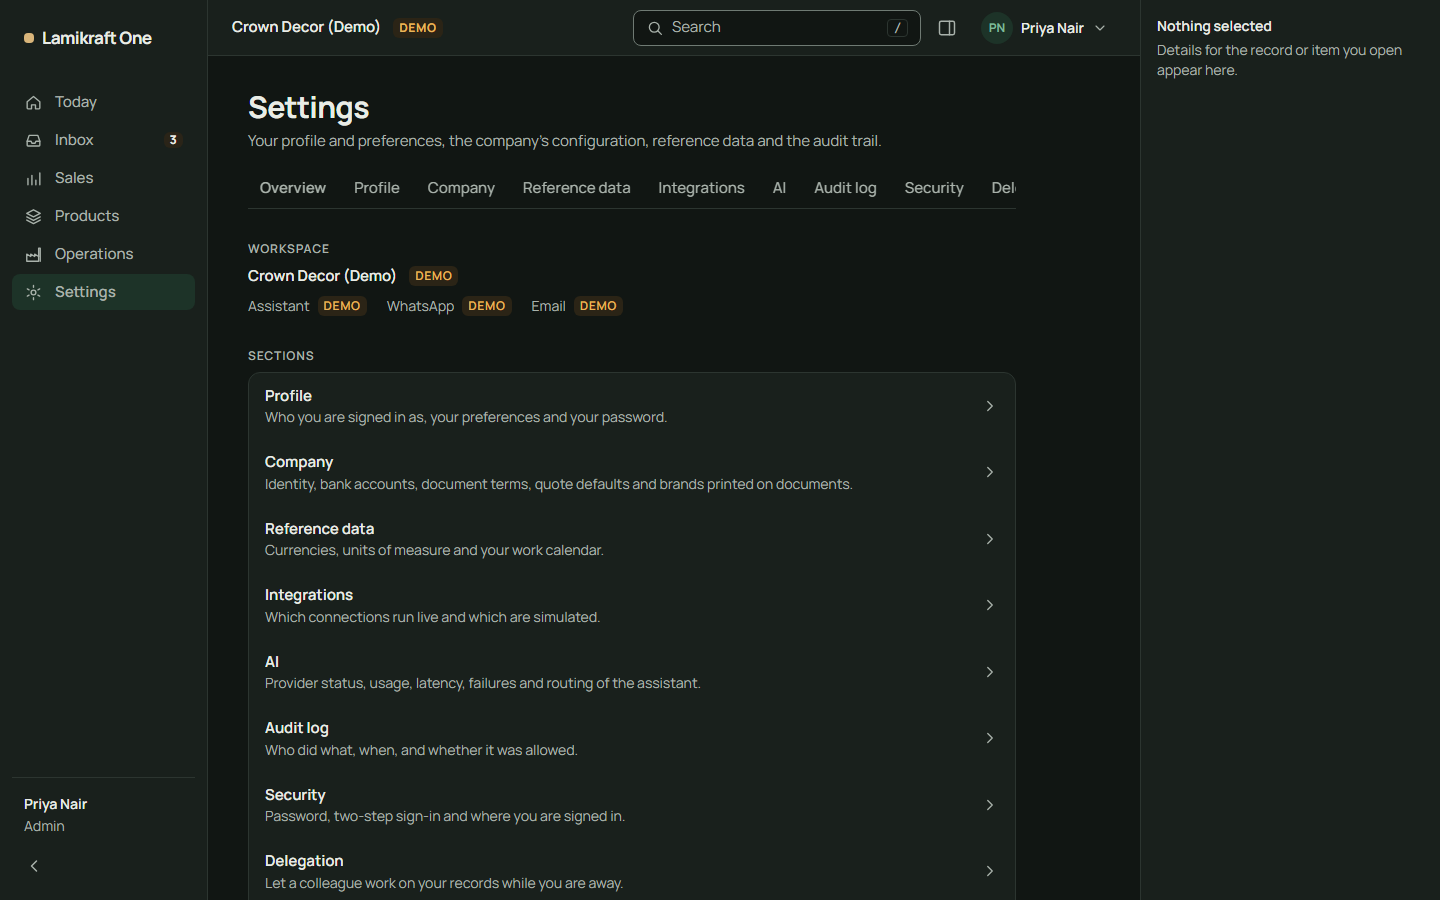 Lamikraft One
Today
Inbox 3
Sales
Products
Operations
Settings
Priya Nair
Admin
Crown Decor (Demo) DEMO
Search /
PN Priya Nair
Settings
Your profile and preferences, the company's configuration, reference data and the audit trail.
Overview Profile Company Reference data Integrations AI Audit log Security
WORKSPACE
Crown Decor (Demo) DEMO
Assistant DEMO WhatsApp DEMO Email DEMO
SECTIONS
Profile
Who you are signed in as, your preferences and your password.
Company
Identity, bank accounts, document terms, quote defaults and brands printed on documents.
Reference data
Currencies, units of measure and your work calendar.
Integrations
Which connections run live and which are simulated.
AI
Provider status, usage, latency, failures and routing of the assistant.
Audit log
Who did what, when, and whether it was allowed.
Security
Password, two-step sign-in and where you are signed in.
Delegation
Let a colleague work on your records while you are away.
Nothing selected
Details for the record or item you open
appear here.